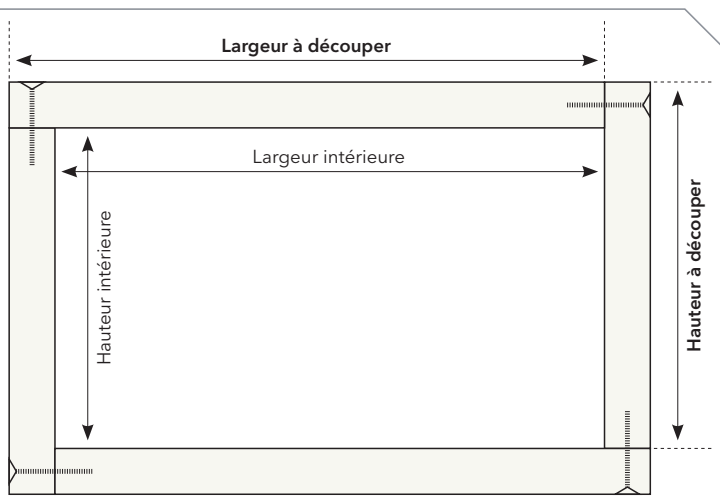 Largeur à découper
Largeur intérieure
Hauteur intérieure
Hauteur à découper